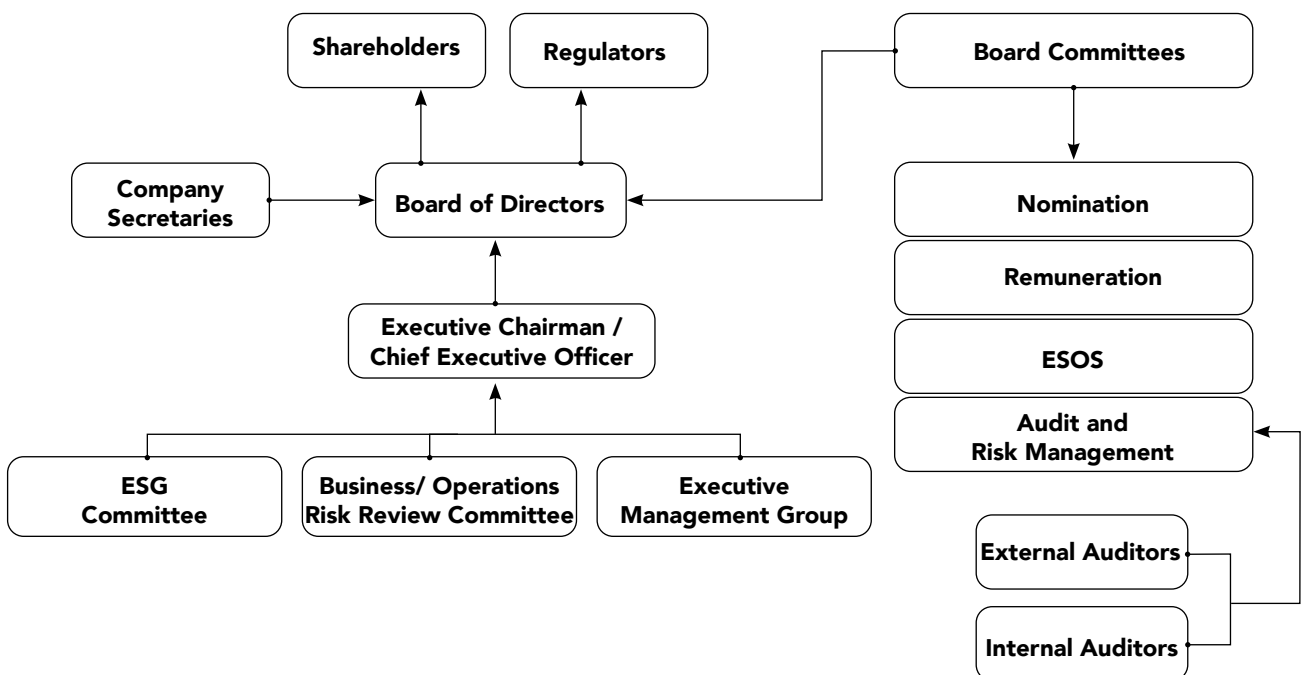 Shareholders
Regulators
Board Committees
Company
Secretaries
Board of Directors
Nomination
Remuneration
Executive Chairman /
Chief Executive Officer
ESOS
Audit and
Risk Management
ESG
Committee
Business/ Operations
Risk Review Committee
Executive
Management Group
External Auditors
Internal Auditors